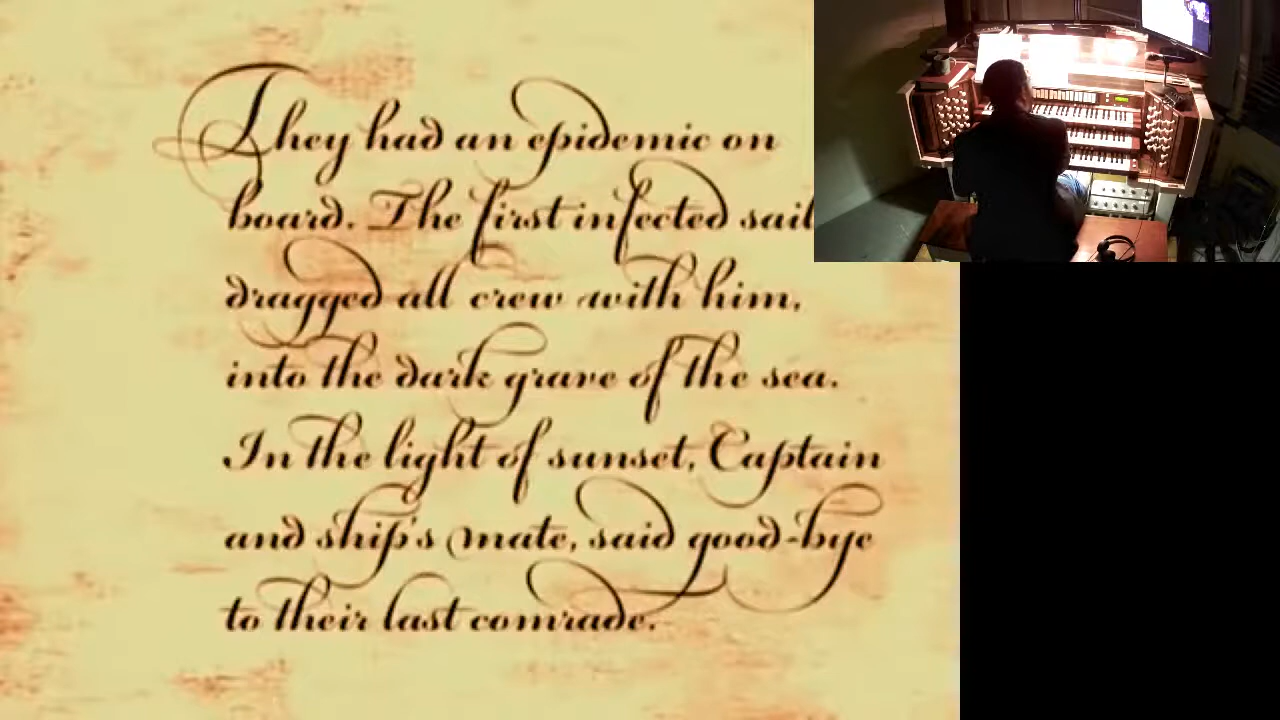 They had an epidemic on
board. The first infected sail
dragged all crew with him,
into the dark grave of the sea.
In the light of sunset, Captain
and ship's mate, said good-bye
to their last comrade.